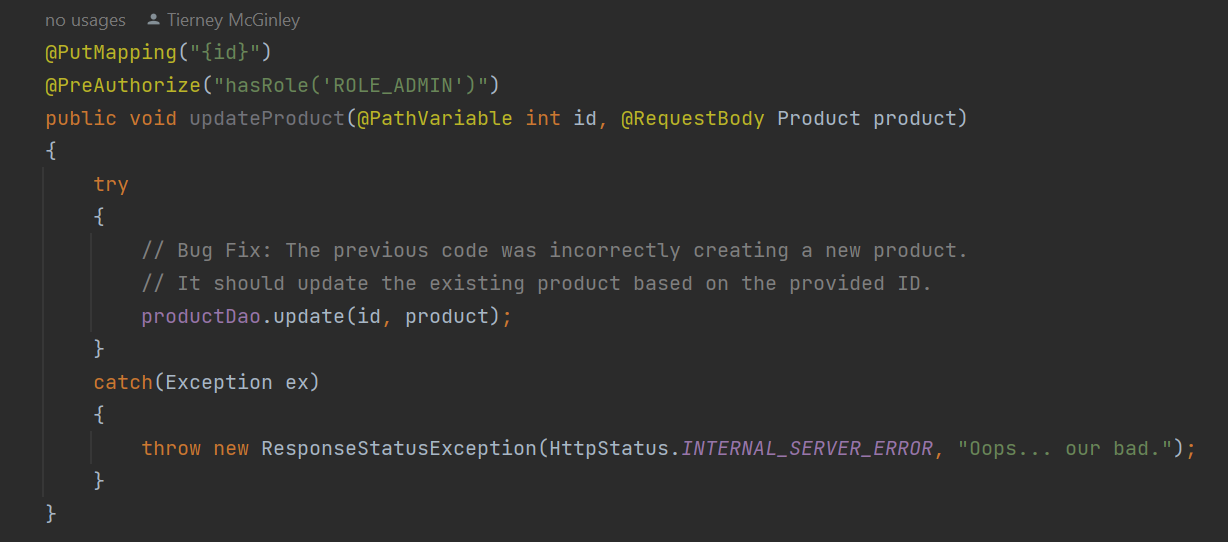 no usages Tierney McGinley
@PutMapping("{id}")
@PreAuthorize("hasRole('ROLE_ADMIN')")
public void updateProduct(@PathVariable int id, @RequestBody Product product)
{
try
{
// Bug Fix: The previous code was incorrectly creating a new product.
// It should update the existing product based on the provided ID.
productDao.update(id, product);
}
catch(Exception ex)
{
throw new ResponseStatusException(HttpStatus.INTERNAL_SERVER_ERROR, "Oops... our bad.");
}
}